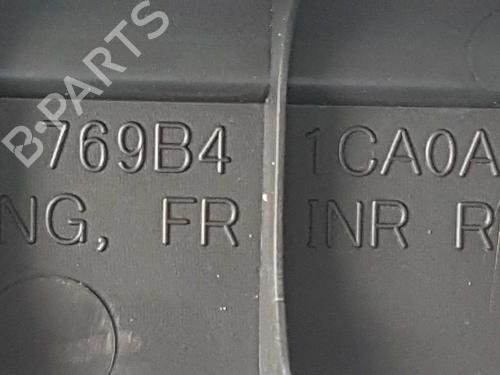 B-PARTS
769B4 1CA0A
NG, FR INR R